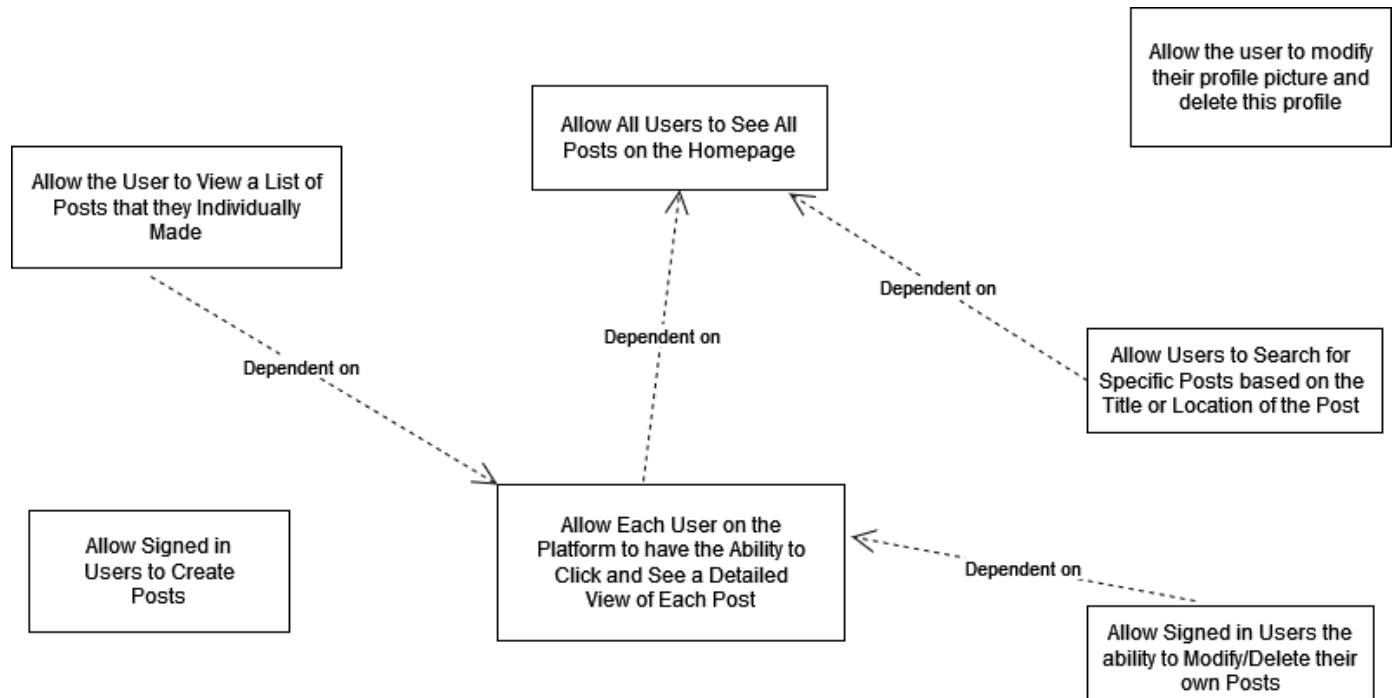 Allow the user to modify
their profile picture and
delete this profile
Allow All Users to See All
Posts on the Homepage
Allow the User to View a List of
Posts that they Individually
Made
Dependent on
Dependent on
Dependent on
Allow Users to Search for
Specific Posts based on the
Title or Location of the Post
Allow Signed in
Users to Create
Posts
Allow Each User on the
Platform to have the Ability to
Click and See a Detailed
View of Each Post
Dependent on
Allow Signed in Users the
ability to Modify/Delete their
own Posts